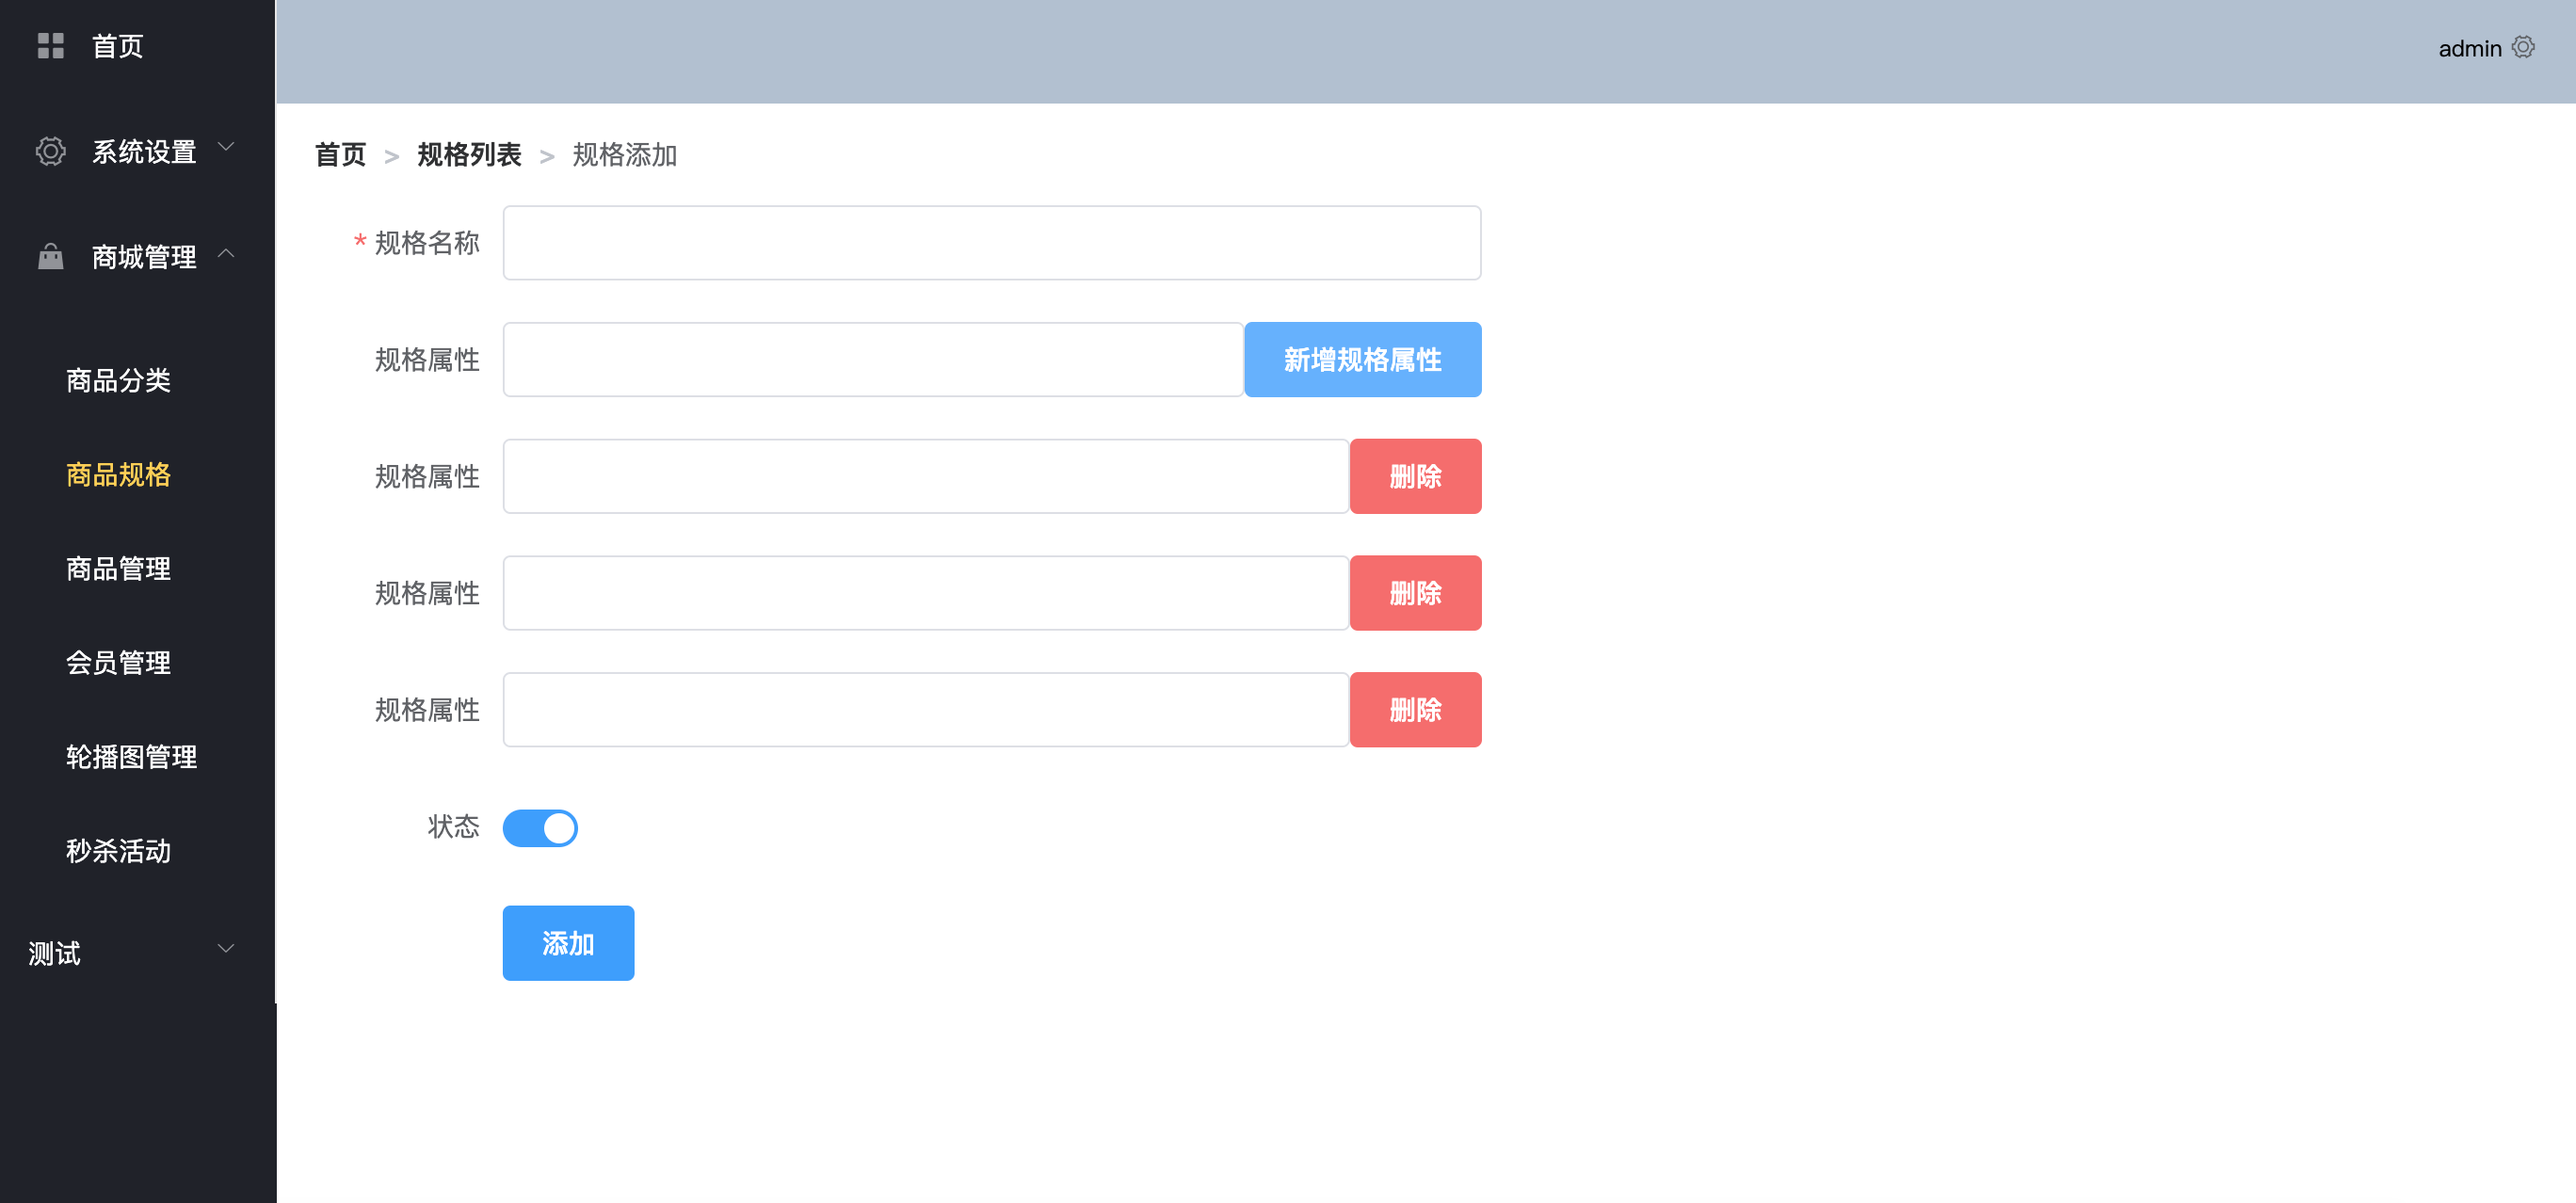 首页
系统设置
商城管理
商品分类
商品规格
商品管理
会员管理
轮播图管理
秒杀活动
测试
admin
首页 > 规格列表 > 规格添加
* 规格名称
规格属性 新增规格属性
规格属性 删除
规格属性 删除
规格属性 删除
状态
添加